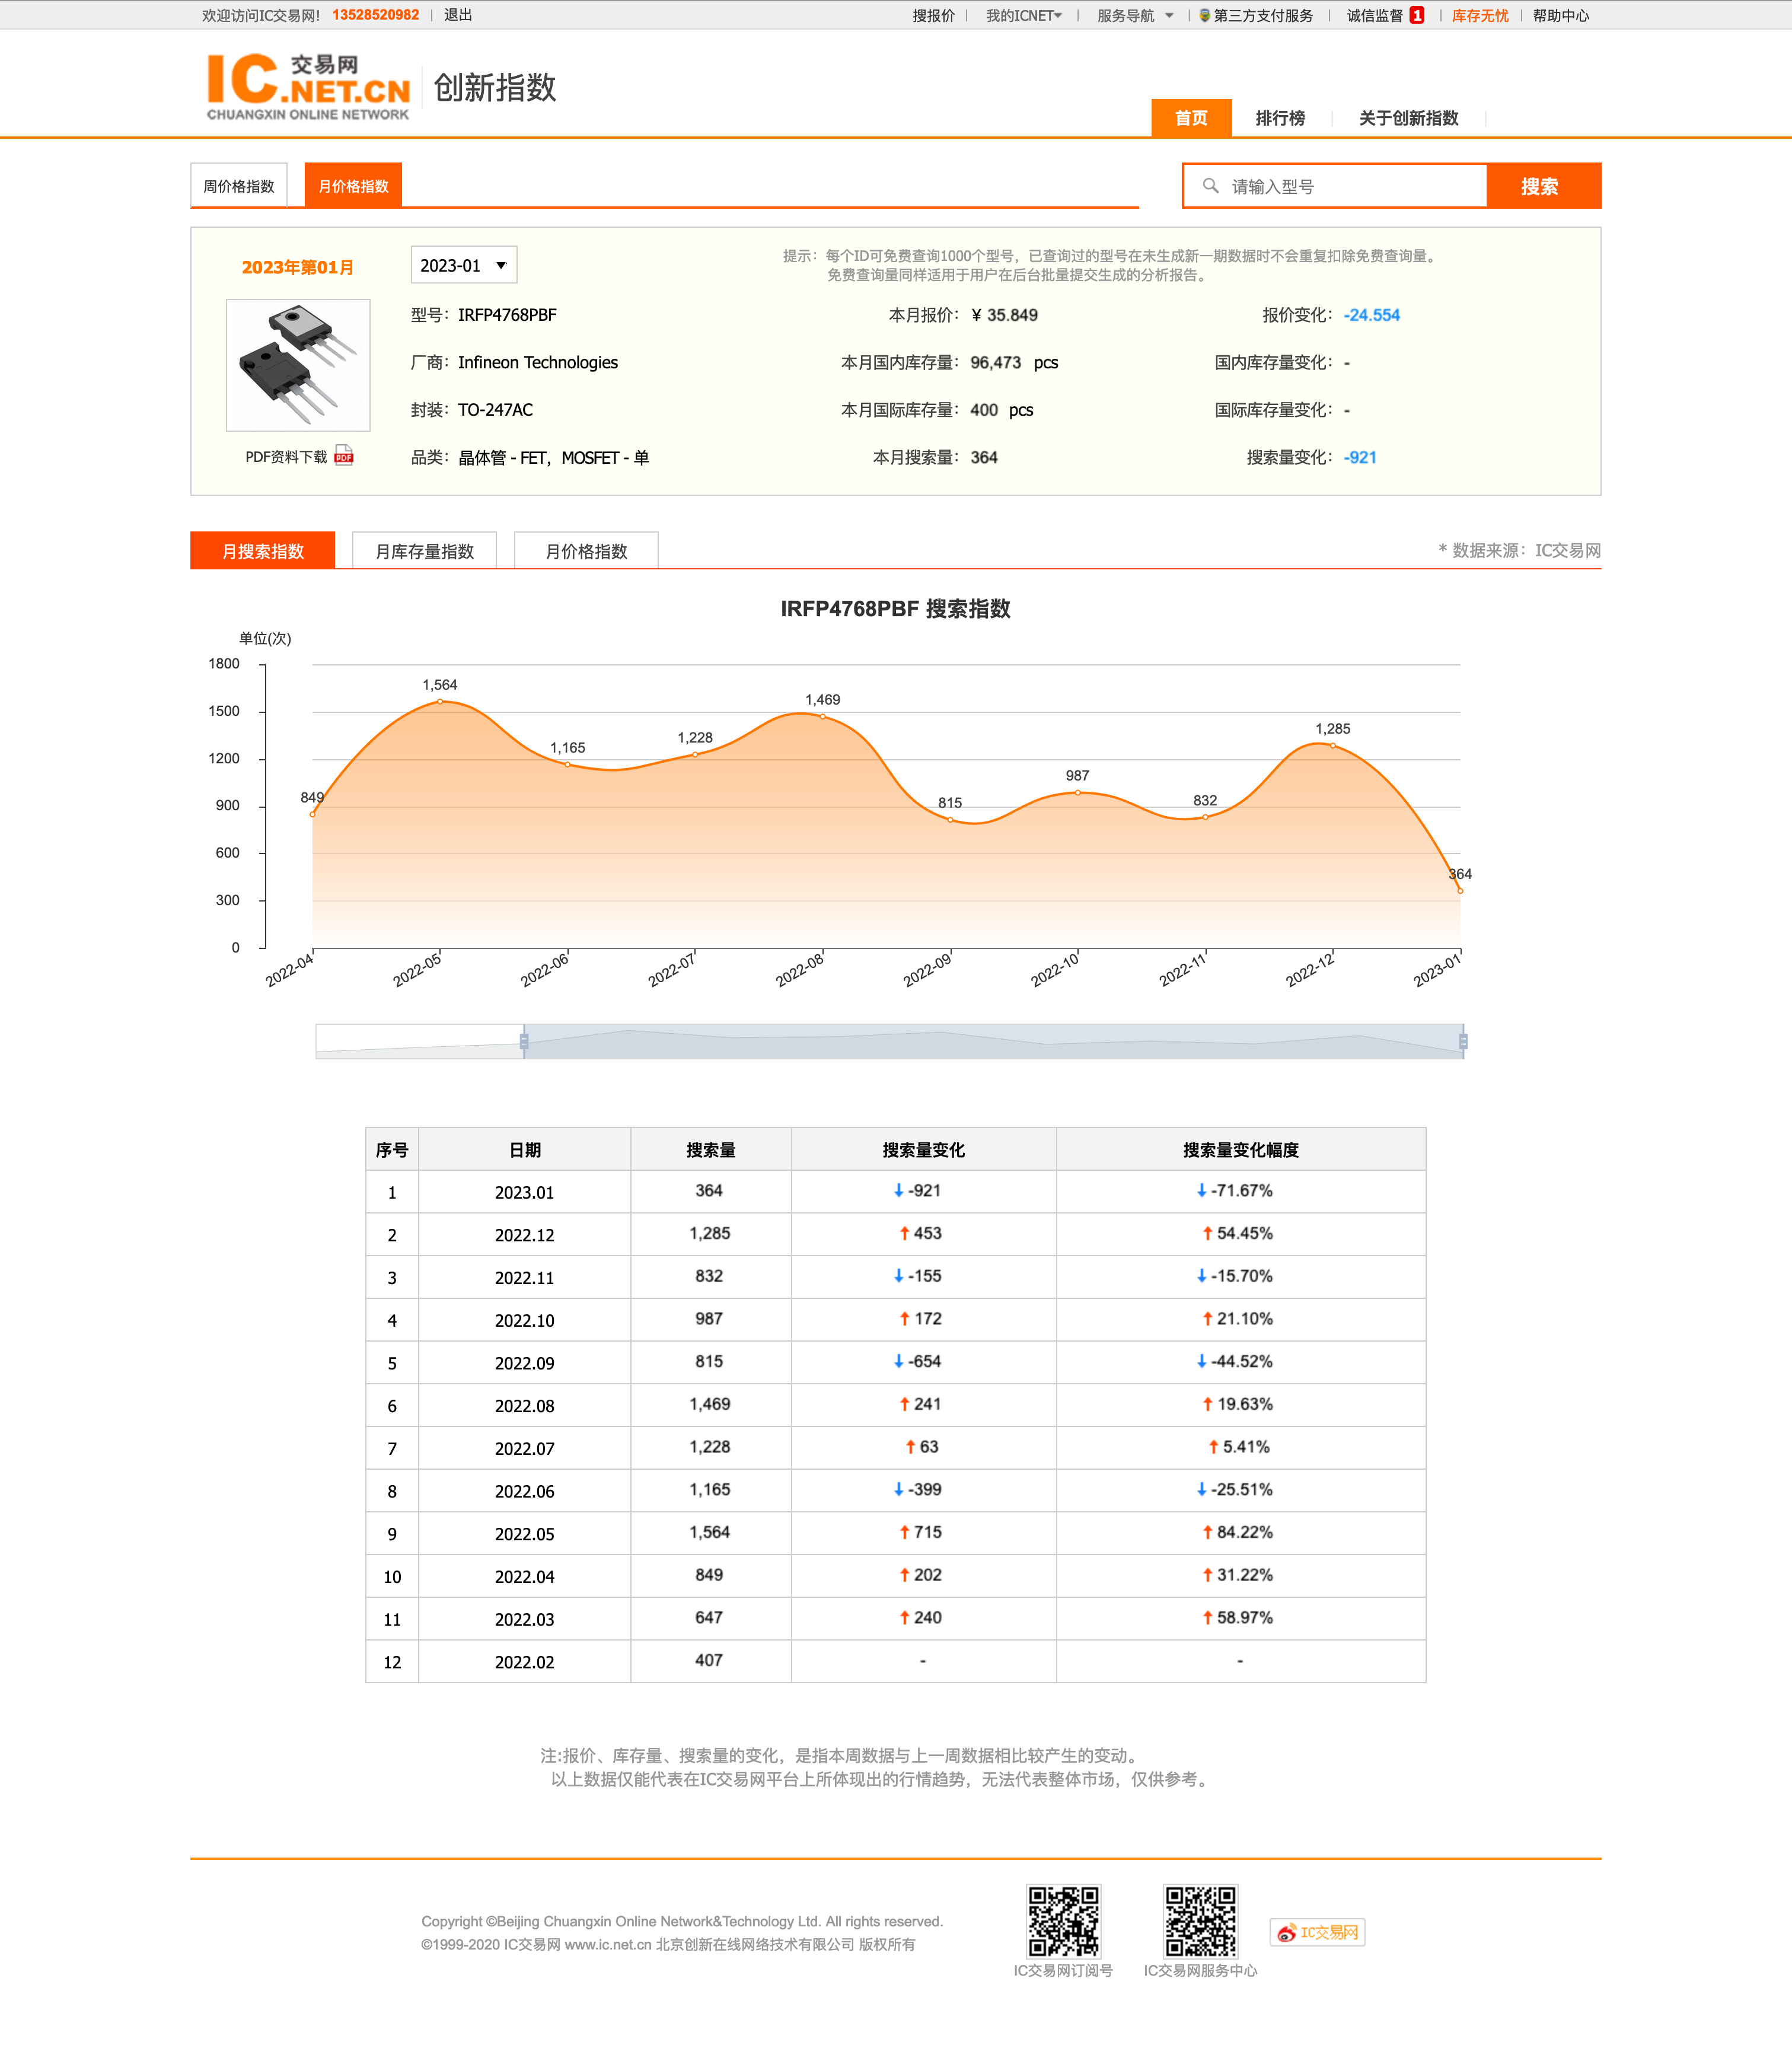 欢迎访问IC交易网! 13528520982 | 退出
搜报价 | 我的ICNET | 服务导航 | 第三方支付服务 | 诚信监督 1 | 库存无忧 | 帮助中心
IC.NET.CN 交易网
CHUANGXIN ONLINE NETWORK
创新指数
首页 排行榜 关于创新指数
周价格指数 月价格指数
请输入型号 搜索
2023年第01月 2023-01
提示：每个ID可免费查询1000个型号，已查询过的型号在未生成新一期数据时不会重复扣除免费查询量。
免费查询量同样适用于用户在后台批量提交生成的分析报告。
型号：IRFP4768PBF 本月报价：¥ 35.849 报价变化：-24.554
厂商：Infineon Technologies 本月国内库存量：96,473 pcs 国内库存量变化：-
封装：TO-247AC 本月国际库存量：400 pcs 国际库存量变化：-
PDF资料下载 PDF 品类：晶体管 - FET，MOSFET - 单 本月搜索量：364 搜索量变化：-921
月搜索指数 月库存量指数 月价格指数
* 数据来源：IC交易网
IRFP4768PBF 搜索指数
单位(次)
1800
1500
1200
900
600
300
0
849 1,564 1,165 1,228 1,469 815 987 832 1,285 364
2022-04 2022-05 2022-06 2022-07 2022-08 2022-09 2022-10 2022-11 2022-12 2023-01
序号 日期 搜索量 搜索量变化 搜索量变化幅度
1 2023.01 364 ↓ -921 ↓ -71.67%
2 2022.12 1,285 ↑ 453 ↑ 54.45%
3 2022.11 832 ↓ -155 ↓ -15.70%
4 2022.10 987 ↑ 172 ↑ 21.10%
5 2022.09 815 ↓ -654 ↓ -44.52%
6 2022.08 1,469 ↑ 241 ↑ 19.63%
7 2022.07 1,228 ↑ 63 ↑ 5.41%
8 2022.06 1,165 ↓ -399 ↓ -25.51%
9 2022.05 1,564 ↑ 715 ↑ 84.22%
10 2022.04 849 ↑ 202 ↑ 31.22%
11 2022.03 647 ↑ 240 ↑ 58.97%
12 2022.02 407 - -
注:报价、库存量、搜索量的变化，是指本周数据与上一周数据相比较产生的变动。
以上数据仅能代表在IC交易网平台上所体现出的行情趋势，无法代表整体市场，仅供参考。
Copyright ©Beijing Chuangxin Online Network&Technology Ltd. All rights reserved.
©1999-2020 IC交易网 www.ic.net.cn 北京创新在线网络技术有限公司 版权所有
IC交易网订阅号 IC交易网服务中心
IC交易网